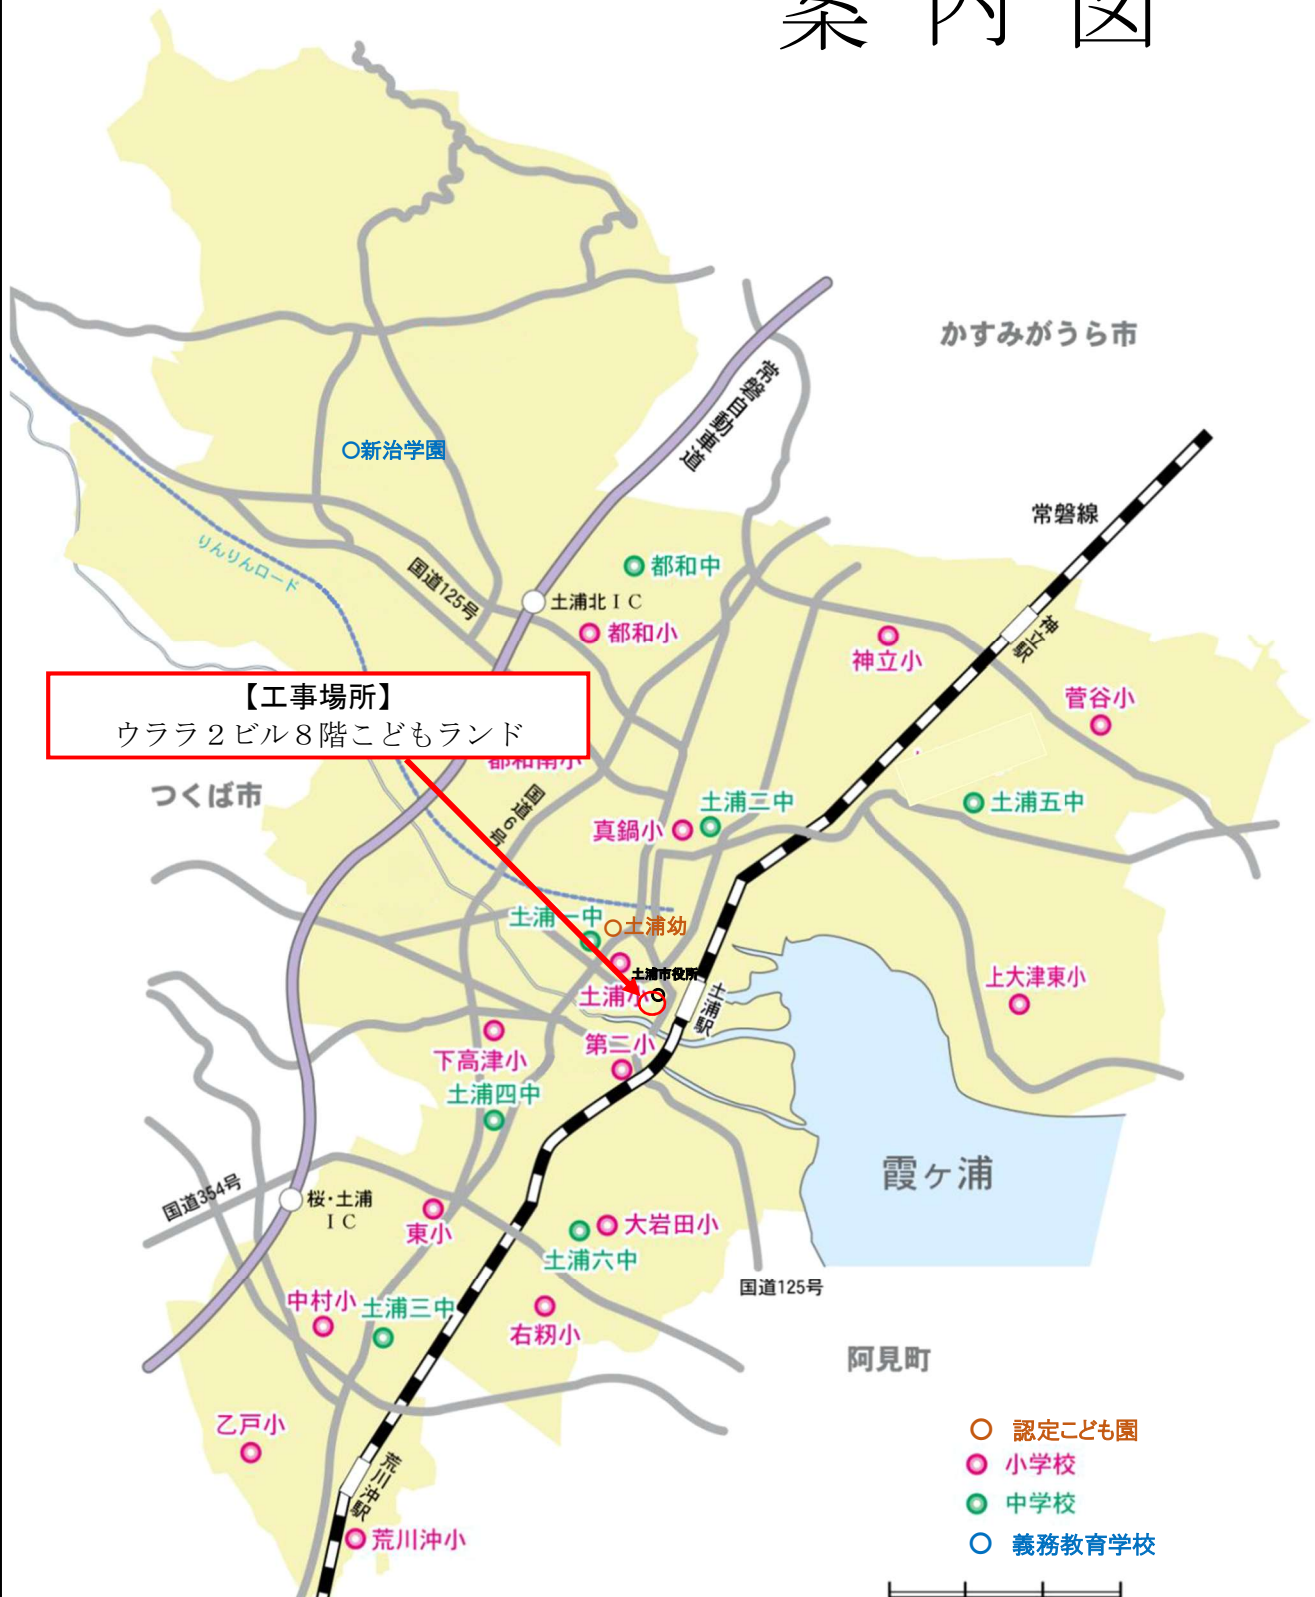 案内図
かすみがうら市
常磐自動車道
常磐線
新治学園
りんりんロード
国道125号
都和中
土浦北ＩＣ
都和小
神立小
神立駅
菅谷小
【工事場所】
ウララ２ビル８階こどもランド
都和南小
つくば市
国道6号
土浦二中
真鍋小
土浦五中
土浦一中
土浦幼
土浦市役所
土浦小
土浦駅
上大津東小
第二小
下高津小
土浦四中
霞ヶ浦
国道354号
桜・土浦
ＩＣ
東小
大岩田小
土浦六中
国道125号
中村小
土浦三中
右籾小
阿見町
乙戸小
荒川沖駅
荒川沖小
認定こども園
小学校
中学校
義務教育学校